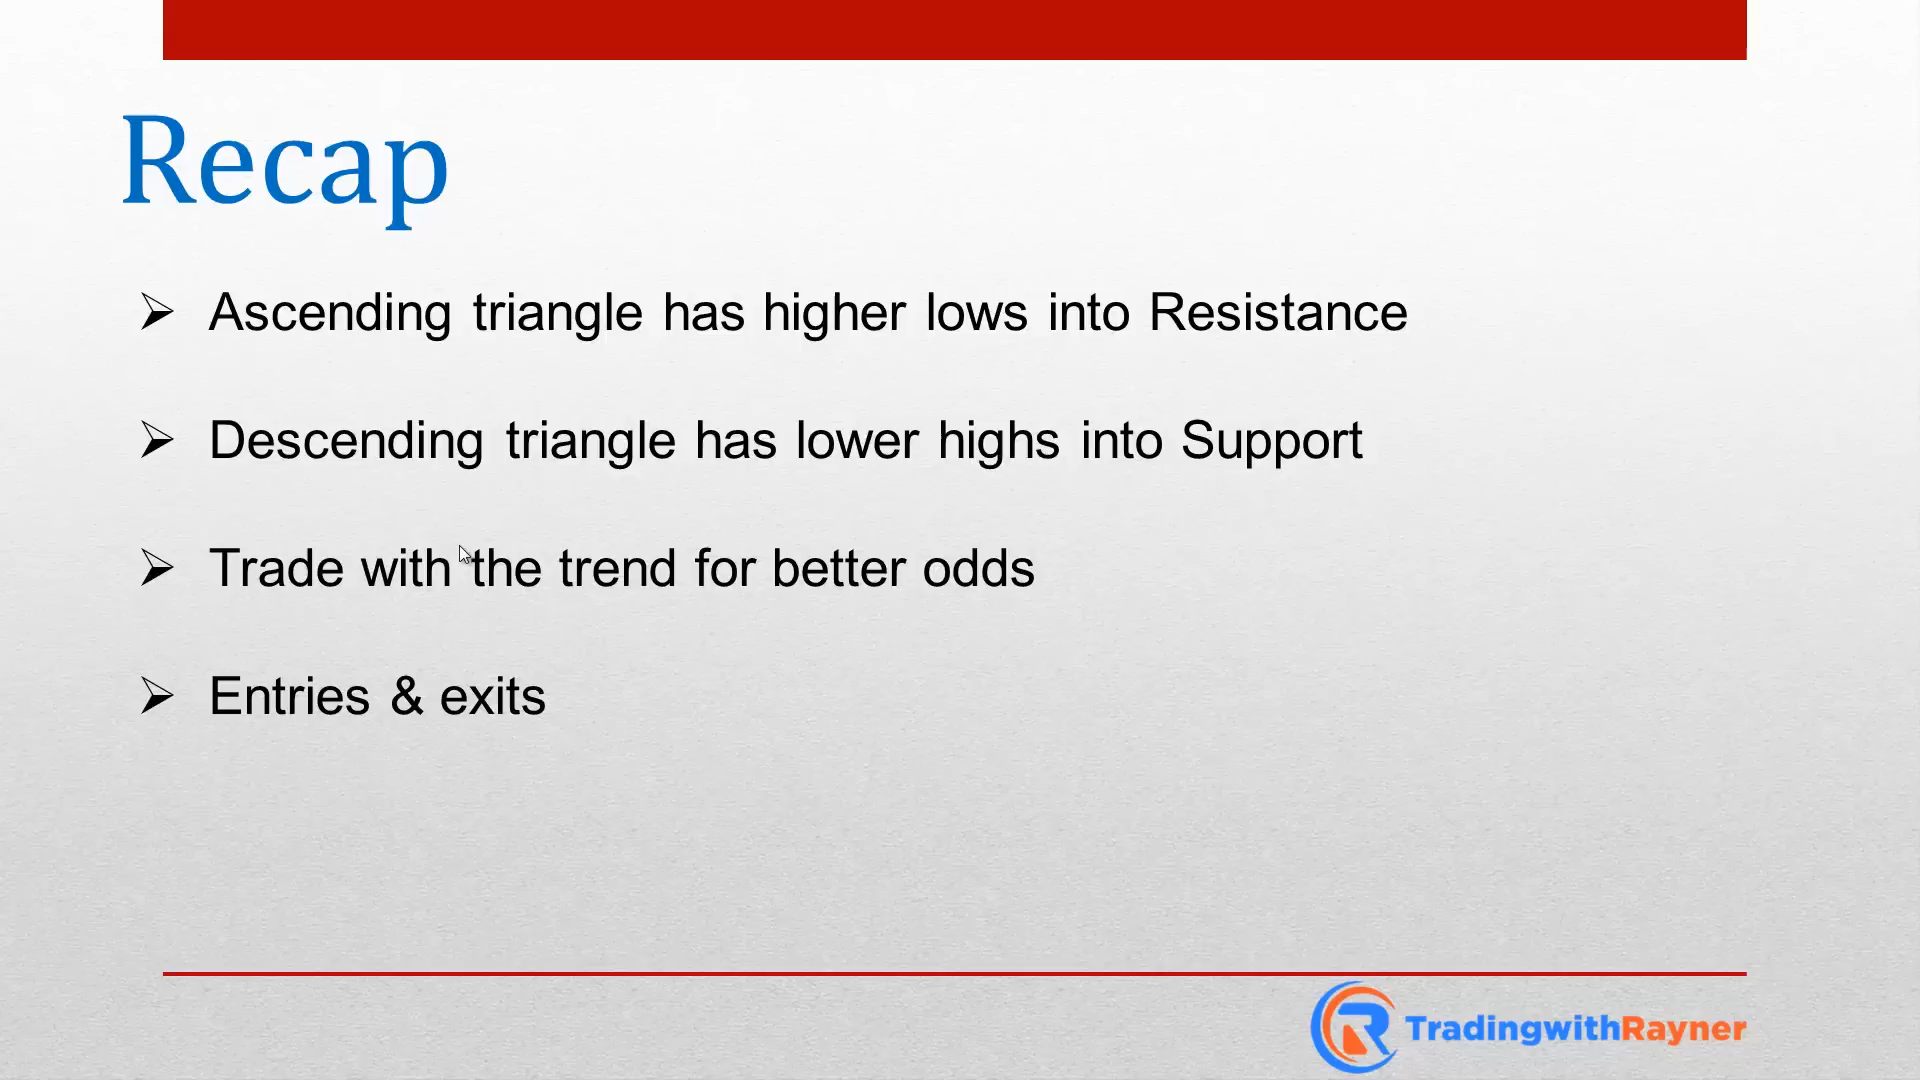 Recap
➢ Ascending triangle has higher lows into Resistance
➢ Descending triangle has lower highs into Support
➢ Trade with the trend for better odds
➢ Entries & exits
TradingwithRayner